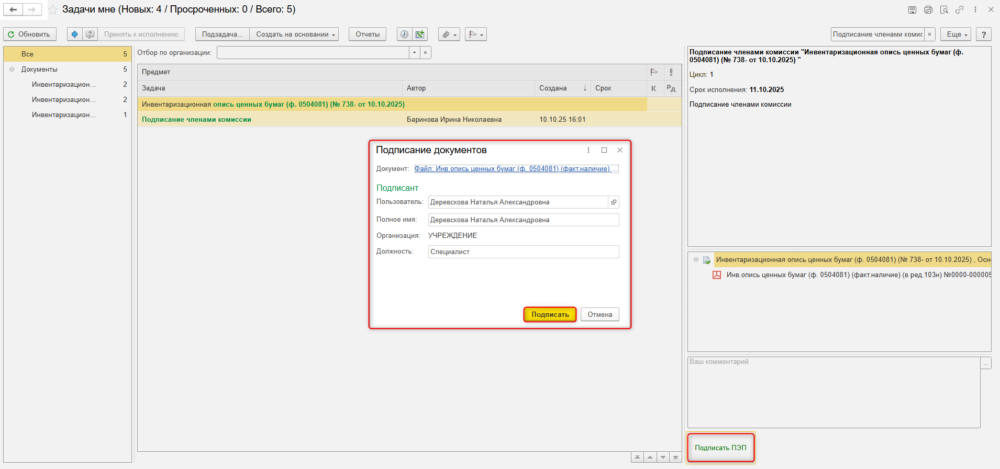 Задачи мне (Новых: 4 / Просроченных: 0 / Всего: 5)
Обновить
Принять к исполнению
Подзадача...
Создать на основании
Отчеты
Подписание членами комис
×
Еще
?
Все 5
Документы 5
Инвентаризацион... 2
Инвентаризацион... 2
Инвентаризацион... 1
Отбор по организации:
Предмет
Задача Автор Создана ↓ Срок К Рд
Инвентаризационная опись ценных бумаг (ф. 0504081) (№ 738- от 10.10.2025)
Подписание членами комиссии Баринова Ирина Николаевна 10.10.25 16:01
Подписание документов
Документ: Файл: Инв.опись ценных бумаг (ф. 0504081) (факт.наличие) ...
Подписант
Пользователь: Деревскова Наталья Александровна
Полное имя: Деревскова Наталья Александровна
Организация: УЧРЕЖДЕНИЕ
Должность: Специалист
Подписать
Отмена
Подписание членами комиссии "Инвентаризационная опись ценных бумаг (ф.
0504081) (№ 738- от 10.10.2025) "
Цикл: 1
Срок исполнения: 11.10.2025
Подписание членами комиссии
Инвентаризационная опись ценных бумаг (ф. 0504081) (№ 738- от 10.10.2025) , Осн
Инв.опись ценных бумаг (ф. 0504081) (факт.наличие) (в ред.103н) №0000-000005
Ваш комментарий
...
Подписать ПЭП